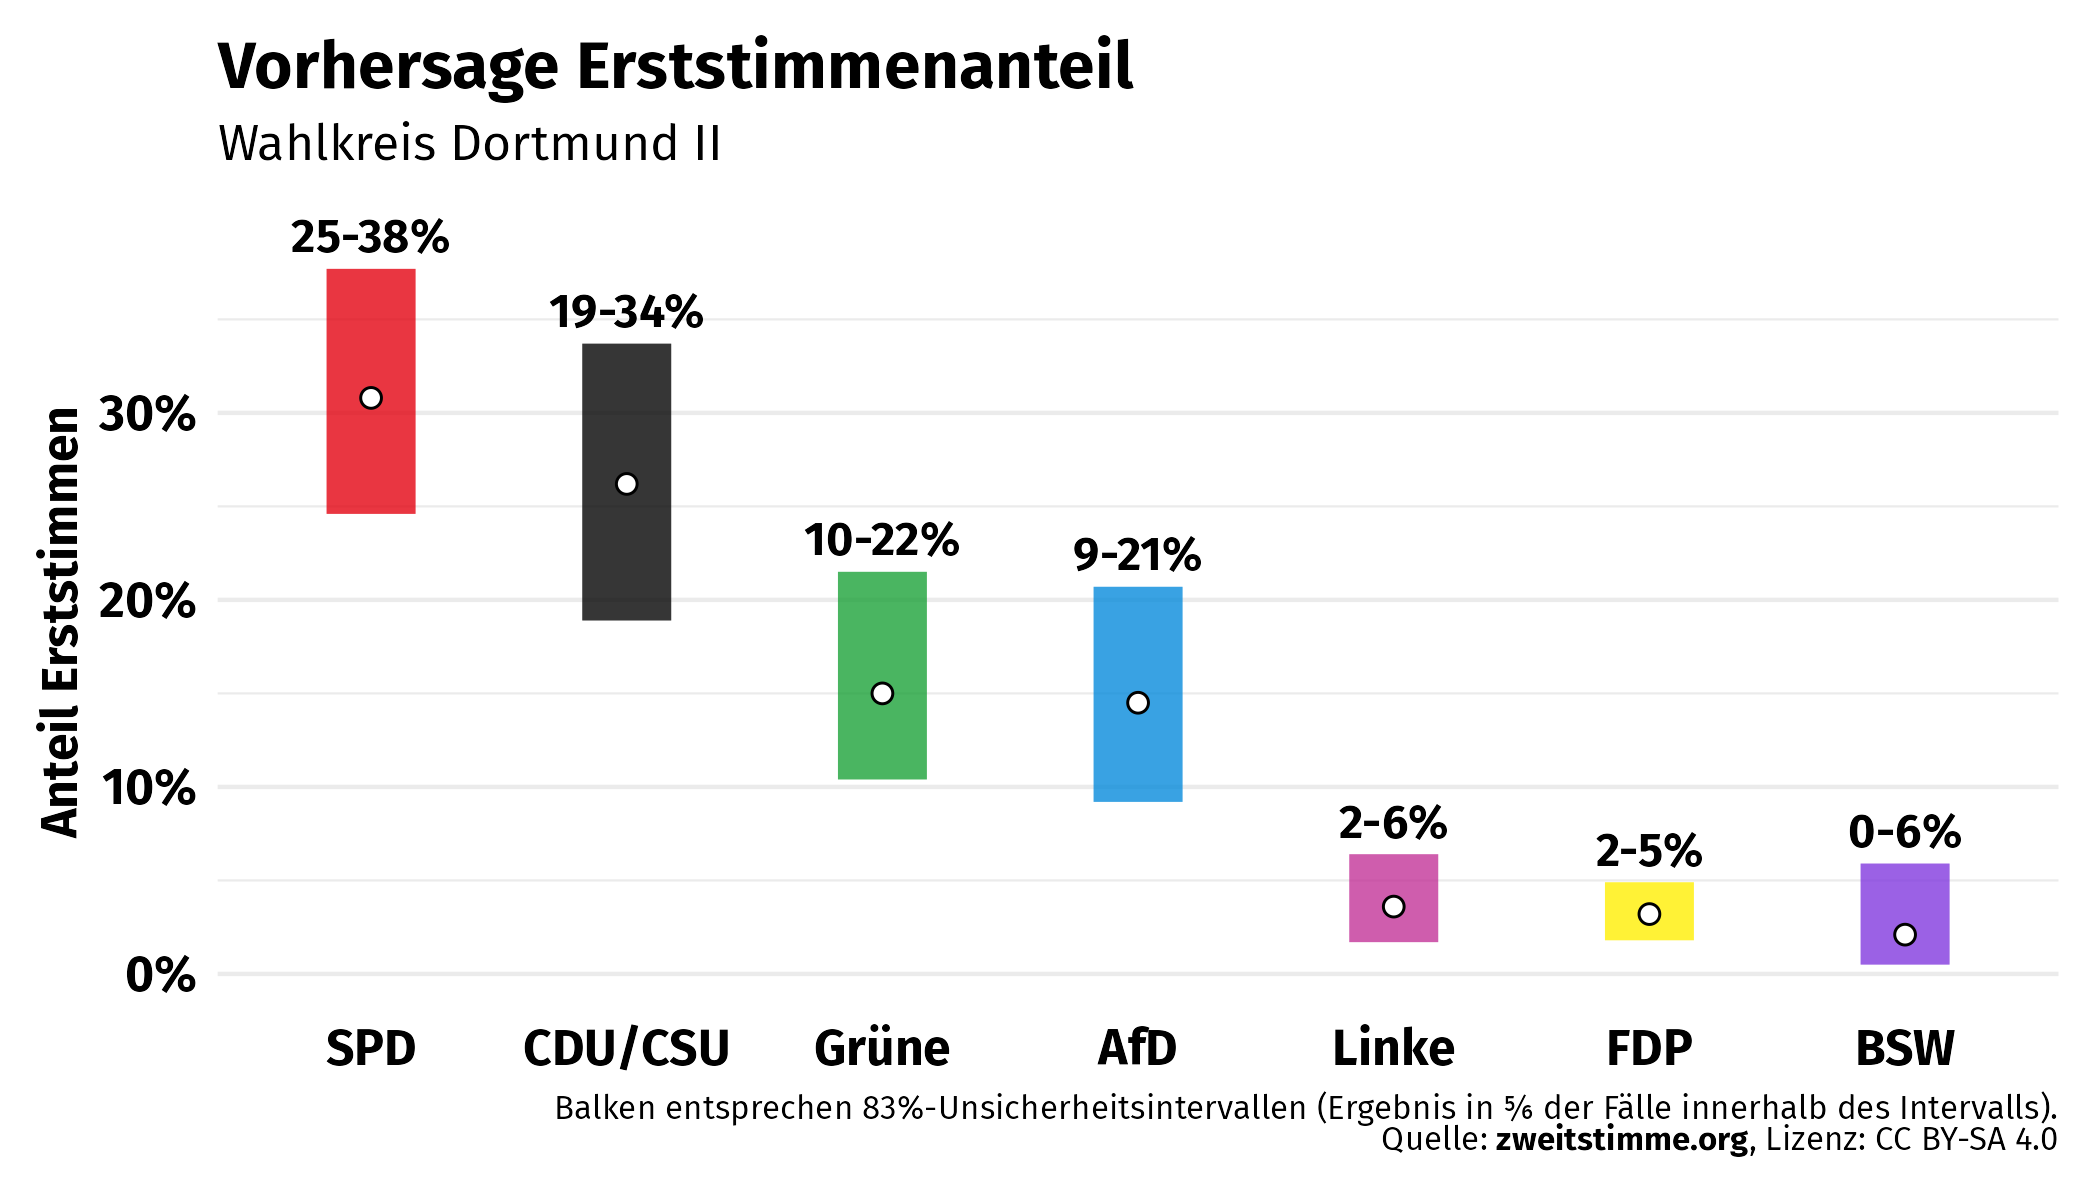 Vorhersage Erststimmenanteil
Wahlkreis Dortmund II
25-38%
19-34%
10-22%
9-21%
2-6%
2-5%
0-6%
Anteil Erststimmen
30%
20%
10%
0%
SPD CDU/CSU Grüne AfD Linke FDP BSW
Balken entsprechen 83%-Unsicherheitsintervallen (Ergebnis in ⅚ der Fälle innerhalb des Intervalls).
Quelle: zweitstimme.org, Lizenz: CC BY-SA 4.0